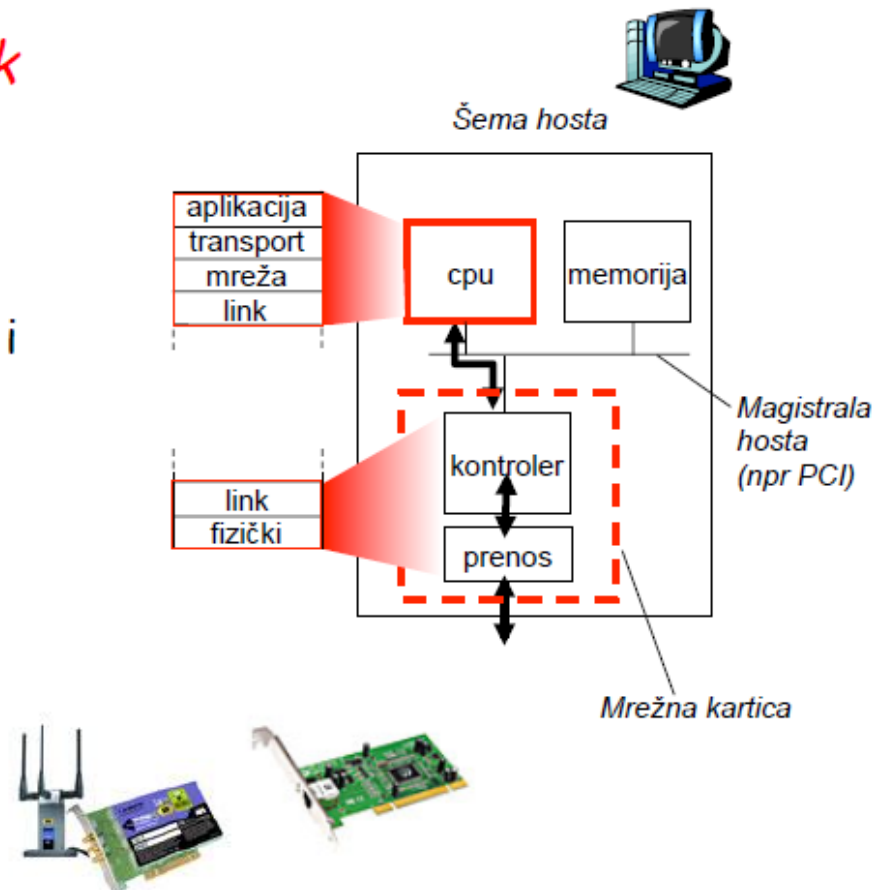 k
Šema hosta
aplikacija
transport
mreža
link
cpu
memorija
i
Magistrala
hosta
(npr PCI)
kontroler
link
fizički
prenos
Mrežna kartica